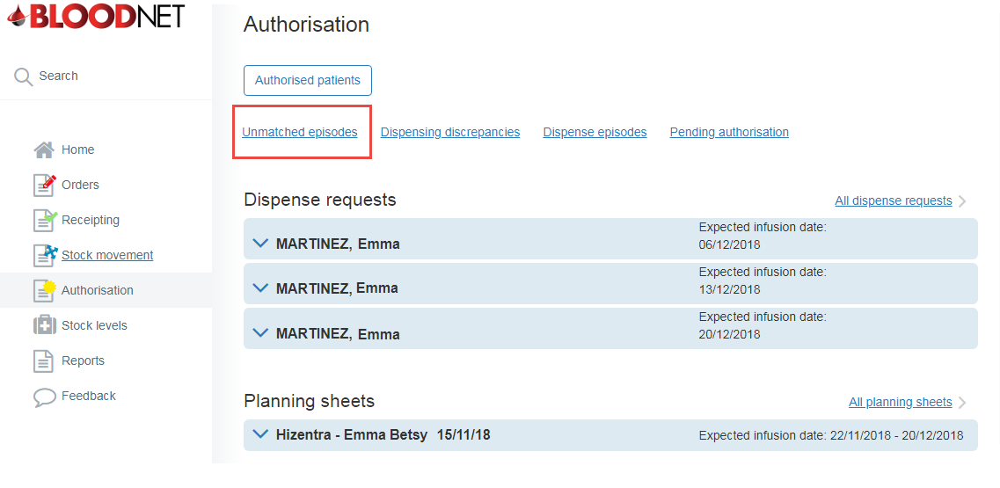 BLOODNET
Search
Home
Orders
Receipting
Stock movement
Authorisation
Stock levels
Reports
Feedback
Authorisation
Authorised patients
Unmatched episodes Dispensing discrepancies Dispense episodes Pending authorisation
Dispense requests All dispense requests
MARTINEZ, Emma Expected infusion date:
06/12/2018
MARTINEZ, Emma Expected infusion date:
13/12/2018
MARTINEZ, Emma Expected infusion date:
20/12/2018
Planning sheets All planning sheets
Hizentra - Emma Betsy 15/11/18 Expected infusion date: 22/11/2018 - 20/12/2018